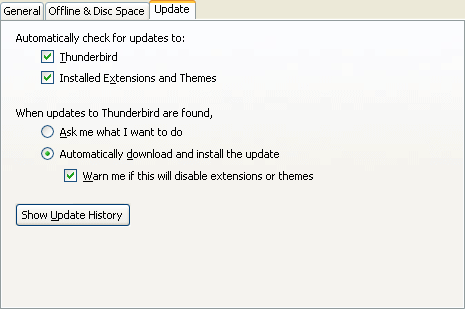 General Offline & Disc Space Update
Automatically check for updates to:
Thunderbird
Installed Extensions and Themes
When updates to Thunderbird are found,
Ask me what I want to do
Automatically download and install the update
Warn me if this will disable extensions or themes
Show Update History